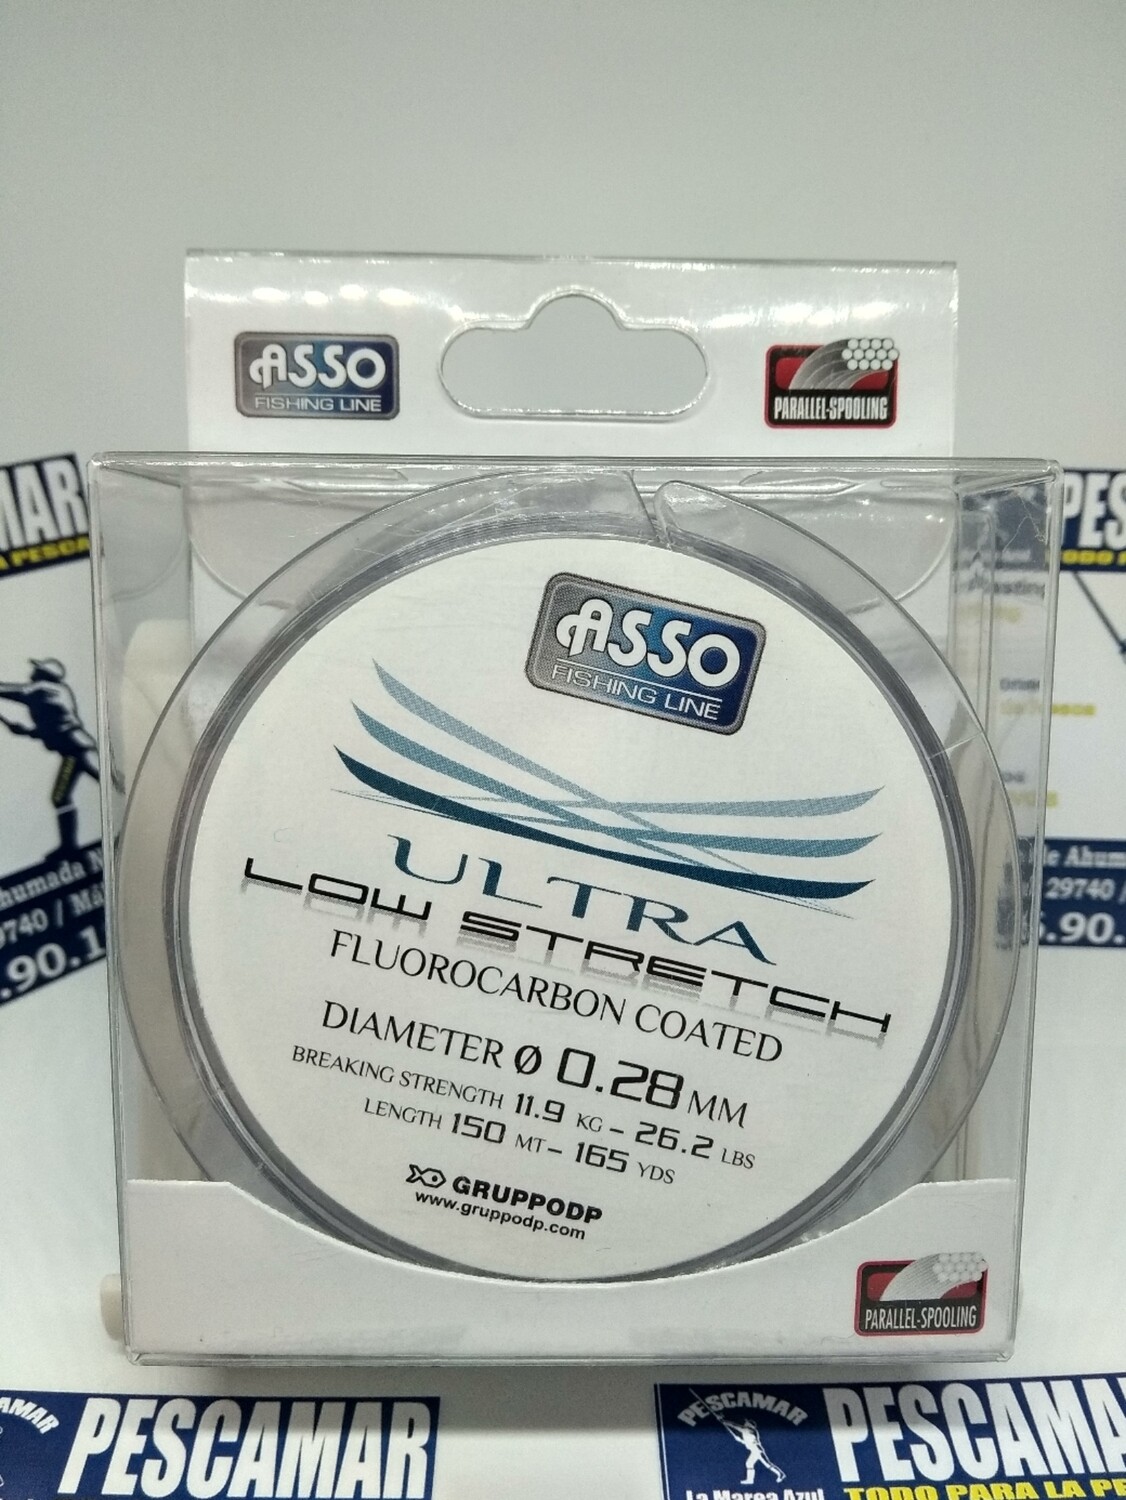 ASSO
FISHING LINE
PARALLEL-SPOOLING
ASSO
FISHING LINE
ULTRA
LOW STRETCH
FLUOROCARBON COATED
DIAMETER Ø 0.28 MM
BREAKING STRENGTH 11.9 KG - 26.2 LBS
LENGTH 150 MT - 165 YDS
GRUPPODP
www.gruppodp.com
PARALLEL-SPOOLING
PESCAMAR
PESCAMAR
PESCAMAR
La Marea Azul
TODO PARA LA PE